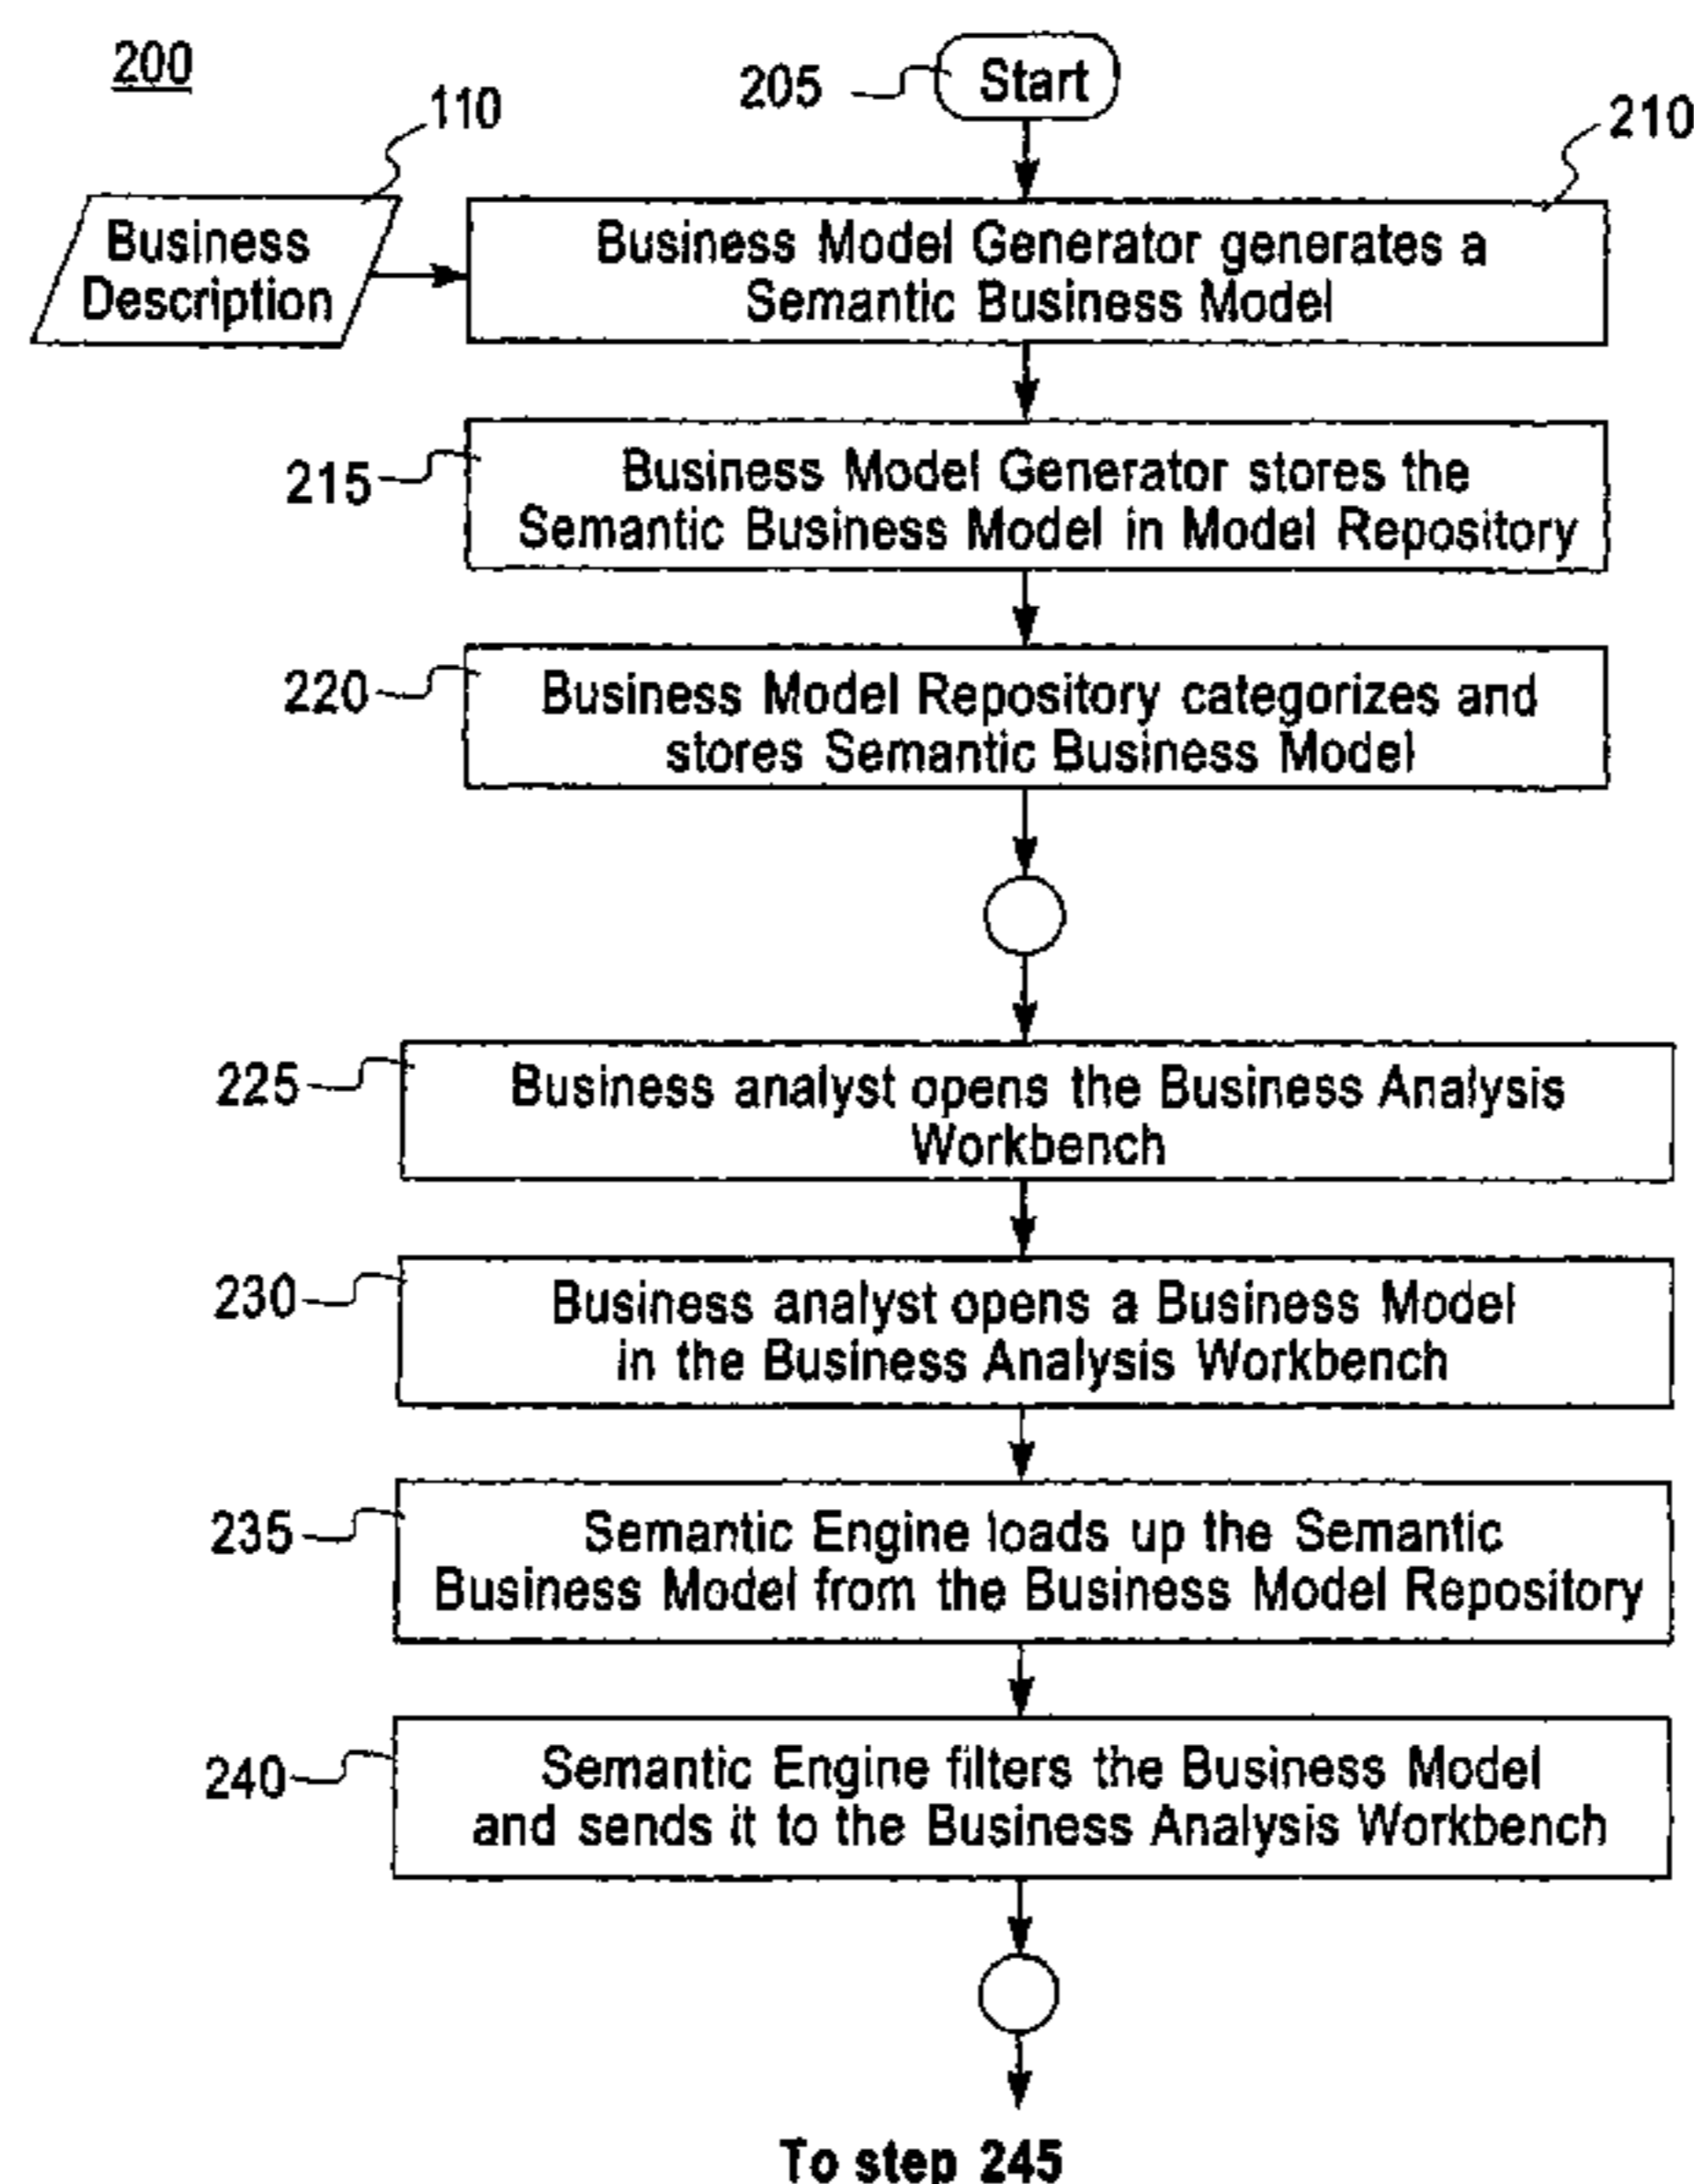 200
205
Start
110
210
Business
Description
Business Model Generator generates a
Semantic Business Model
215
Business Model Generator stores the
Semantic Business Model in Model Repository
220
Business Model Repository categorizes and
stores Semantic Business Model
225
Business analyst opens the Business Analysis
Workbench
230
Business analyst opens a Business Model
in the Business Analysis Workbench
235
Semantic Engine loads up the Semantic
Business Model from the Business Model Repository
240
Semantic Engine filters the Business Model
and sends it to the Business Analysis Workbench
To step 245